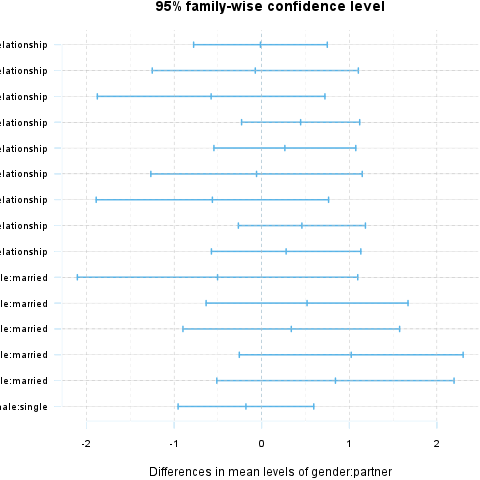 95% family-wise confidence level
elationship
elationship
elationship
elationship
elationship
elationship
elationship
elationship
elationship
le:married
le:married
le:married
le:married
le:married
nale:single
-2 -1 0 1 2
Differences in mean levels of gender:partner